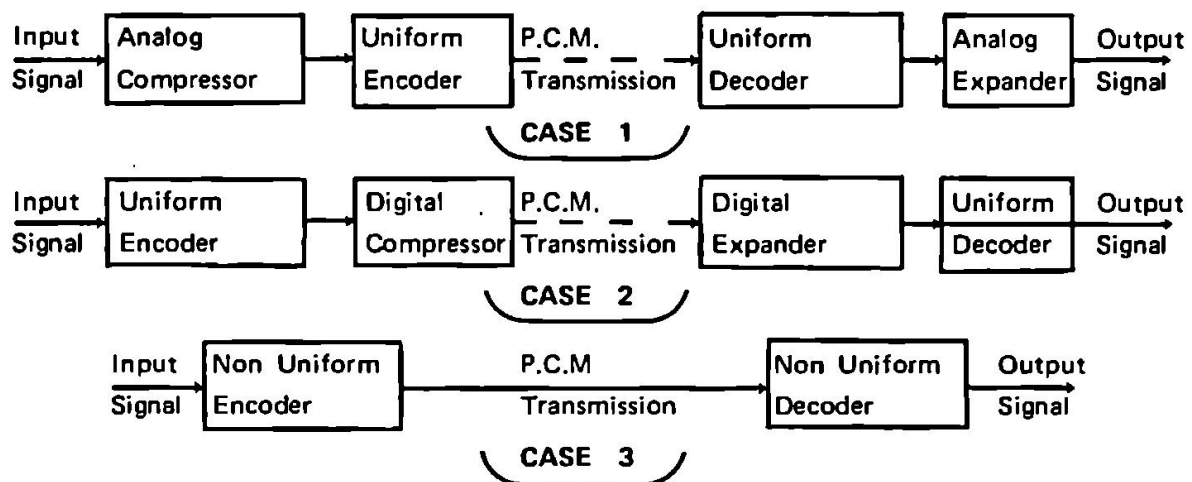 Input Analog Uniform P.C.M. Uniform Analog Output
Signal Compressor Encoder Transmission Decoder Expander Signal
CASE 1
Input Uniform Digital P.C.M. Digital Uniform Output
Signal Encoder Compressor Transmission Expander Decoder Signal
CASE 2
Input Non Uniform P.C.M Non Uniform Output
Signal Encoder Transmission Decoder Signal
CASE 3